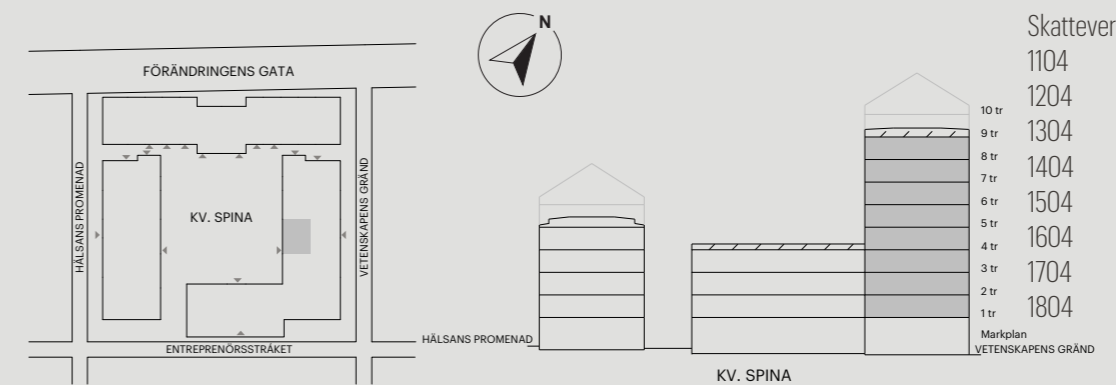 FÖRÄNDRINGENS GATA
HÄLSANS PROMENAD
KV. SPINA
VETENSKAPENS GRÄND
ENTREPRENÖRSSTRÅKET
N
HÄLSANS PROMENAD
10 tr
9 tr
8 tr
7 tr
6 tr
5 tr
4 tr
3 tr
2 tr
1 tr
Markplan
VETENSKAPENS GRÄND
KV. SPINA
Skattever
1104
1204
1304
1404
1504
1604
1704
1804